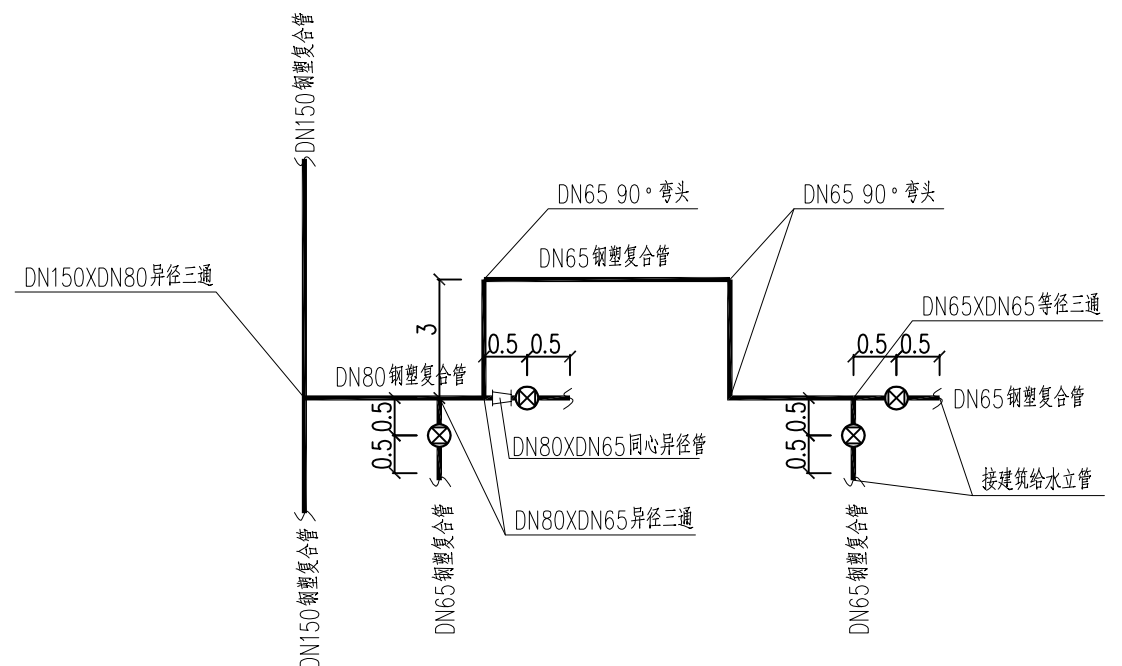 DN150钢塑复合管
DN65 90°弯头
DN65 90°弯头
DN65钢塑复合管
DN150XDN80异径三通
DN65XDN65等径三通
3
0.5
0.5
0.5
0.5
DN80钢塑复合管
DN65钢塑复合管
0.5
0.5
0.5
0.5
DN80XDN65同心异径管
接建筑给水立管
DN80XDN65异径三通
DN150钢塑复合管
DN65钢塑复合管
DN65钢塑复合管